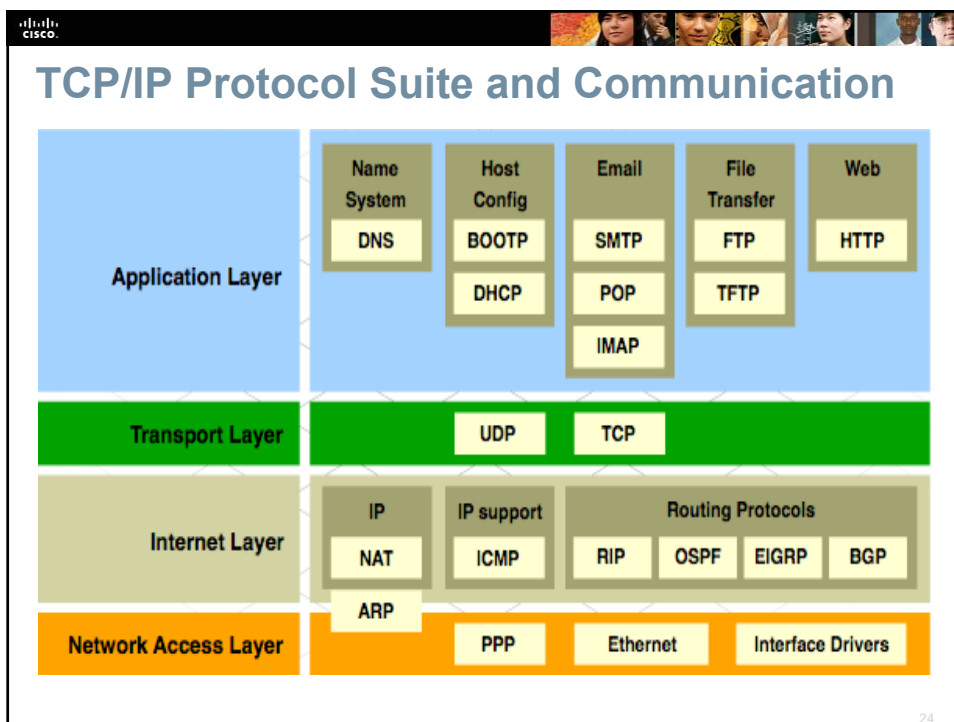 CISCO.
TCP/IP Protocol Suite and Communication
Application Layer
Name
System
DNS
Host
Config
BOOTP
DHCP
Email
SMTP
POP
IMAP
File
Transfer
FTP
TFTP
Web
HTTP
Transport Layer
UDP
TCP
Internet Layer
IP
NAT
IP support
ICMP
Routing Protocols
RIP
OSPF
EIGRP
BGP
ARP
Network Access Layer
PPP
Ethernet
Interface Drivers
24